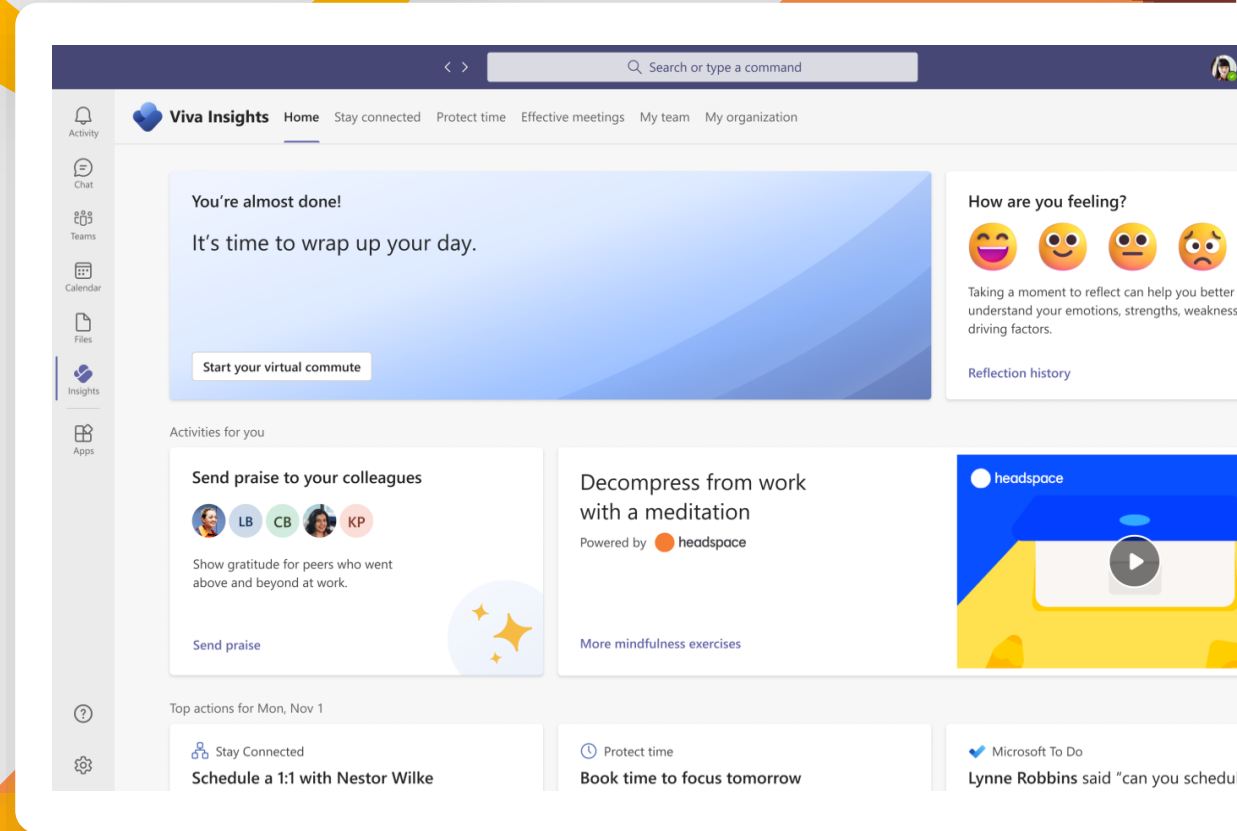 Search or type a command
Activity
Chat
Teams
Calendar
Files
Insights
Apps
Viva Insights Home Stay connected Protect time Effective meetings My team My organization
You're almost done!
It's time to wrap up your day.
Start your virtual commute
How are you feeling?
Taking a moment to reflect can help you better
understand your emotions, strengths, weakness
driving factors.
Reflection history
Activities for you
Send praise to your colleagues
LB CB KP
Show gratitude for peers who went
above and beyond at work.
Send praise
Decompress from work
with a meditation
Powered by headspace
More mindfulness exercises
headspace
Top actions for Mon, Nov 1
Stay Connected
Schedule a 1:1 with Nestor Wilke
Protect time
Book time to focus tomorrow
Microsoft To Do
Lynne Robbins said "can you schedul